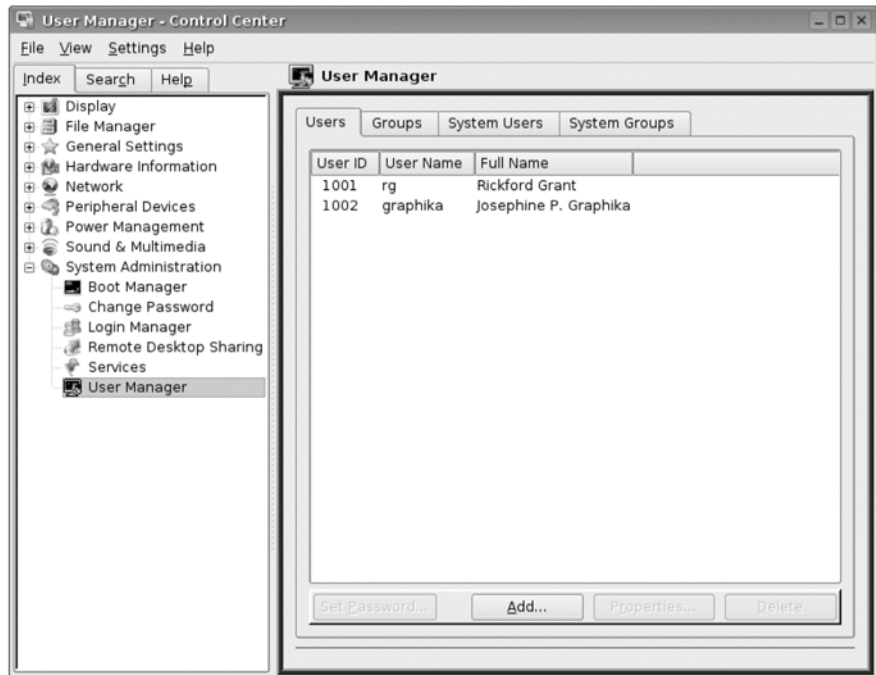 User Manager - Control Center
File View Settings Help
Index Search Help
Display
File Manager
General Settings
Hardware Information
Network
Peripheral Devices
Power Management
Sound & Multimedia
System Administration
Boot Manager
Change Password
Login Manager
Remote Desktop Sharing
Services
User Manager
User Manager
Users Groups System Users System Groups
User ID User Name Full Name
1001 rg Rickford Grant
1002 graphika Josephine P. Graphika
Set Password... Add... Properties... Delete